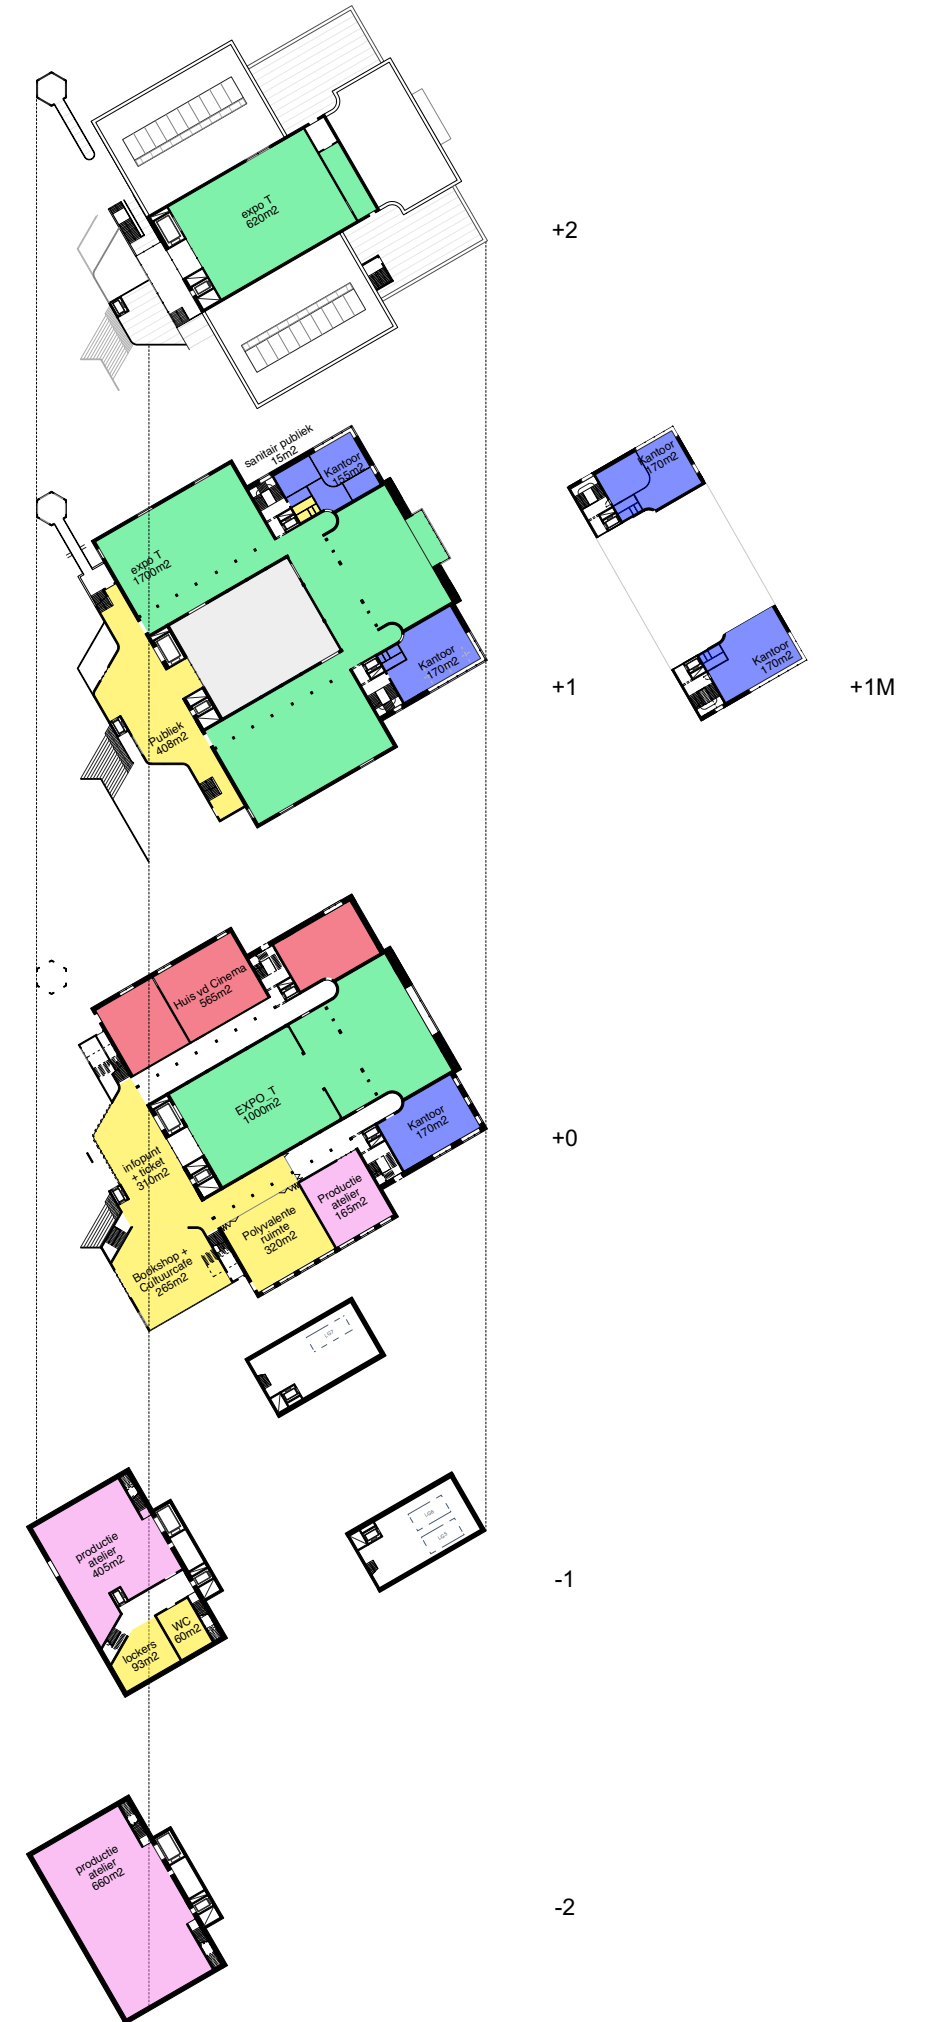 expo T
620m2
+2
sanitair publiek
15m2
Kantoor
155m2
Kantoor
170m2
expo T
1700m2
Kantoor
170m2
Kantoor
170m2
Publiek
408m2
+1
+1M
Huis vd Cinema
565m2
EXPO_T
1000m2
Kantoor
170m2
+0
infopunt
+ ticket
310m2
Productie
atelier
165m2
Polyvalente
ruimte
320m2
Bookshop +
Cultuurcafe
265m2
productie
atelier
405m2
-1
WC
60m2
lockers
93m2
productie
atelier
660m2
-2